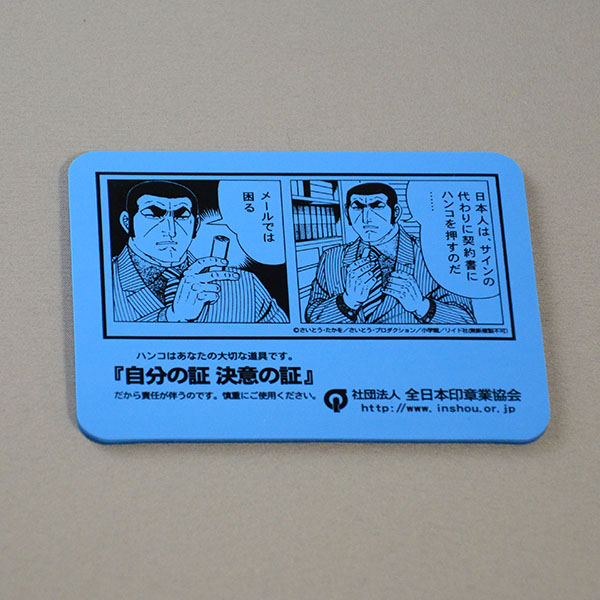 日本人は、サインの
代わりに契約書に
ハンコを押すのだ
……
メールでは
困る
©さいとう・たかを／さいとう・プロダクション／小学館／リイド社(無断複製不可)
ハンコはあなたの大切な道具です。
『自分の証 決意の証』
だから責任が伴うのです。慎重にご使用ください。
社団法人 全日本印章業協会
http://www.inshou.or.jp